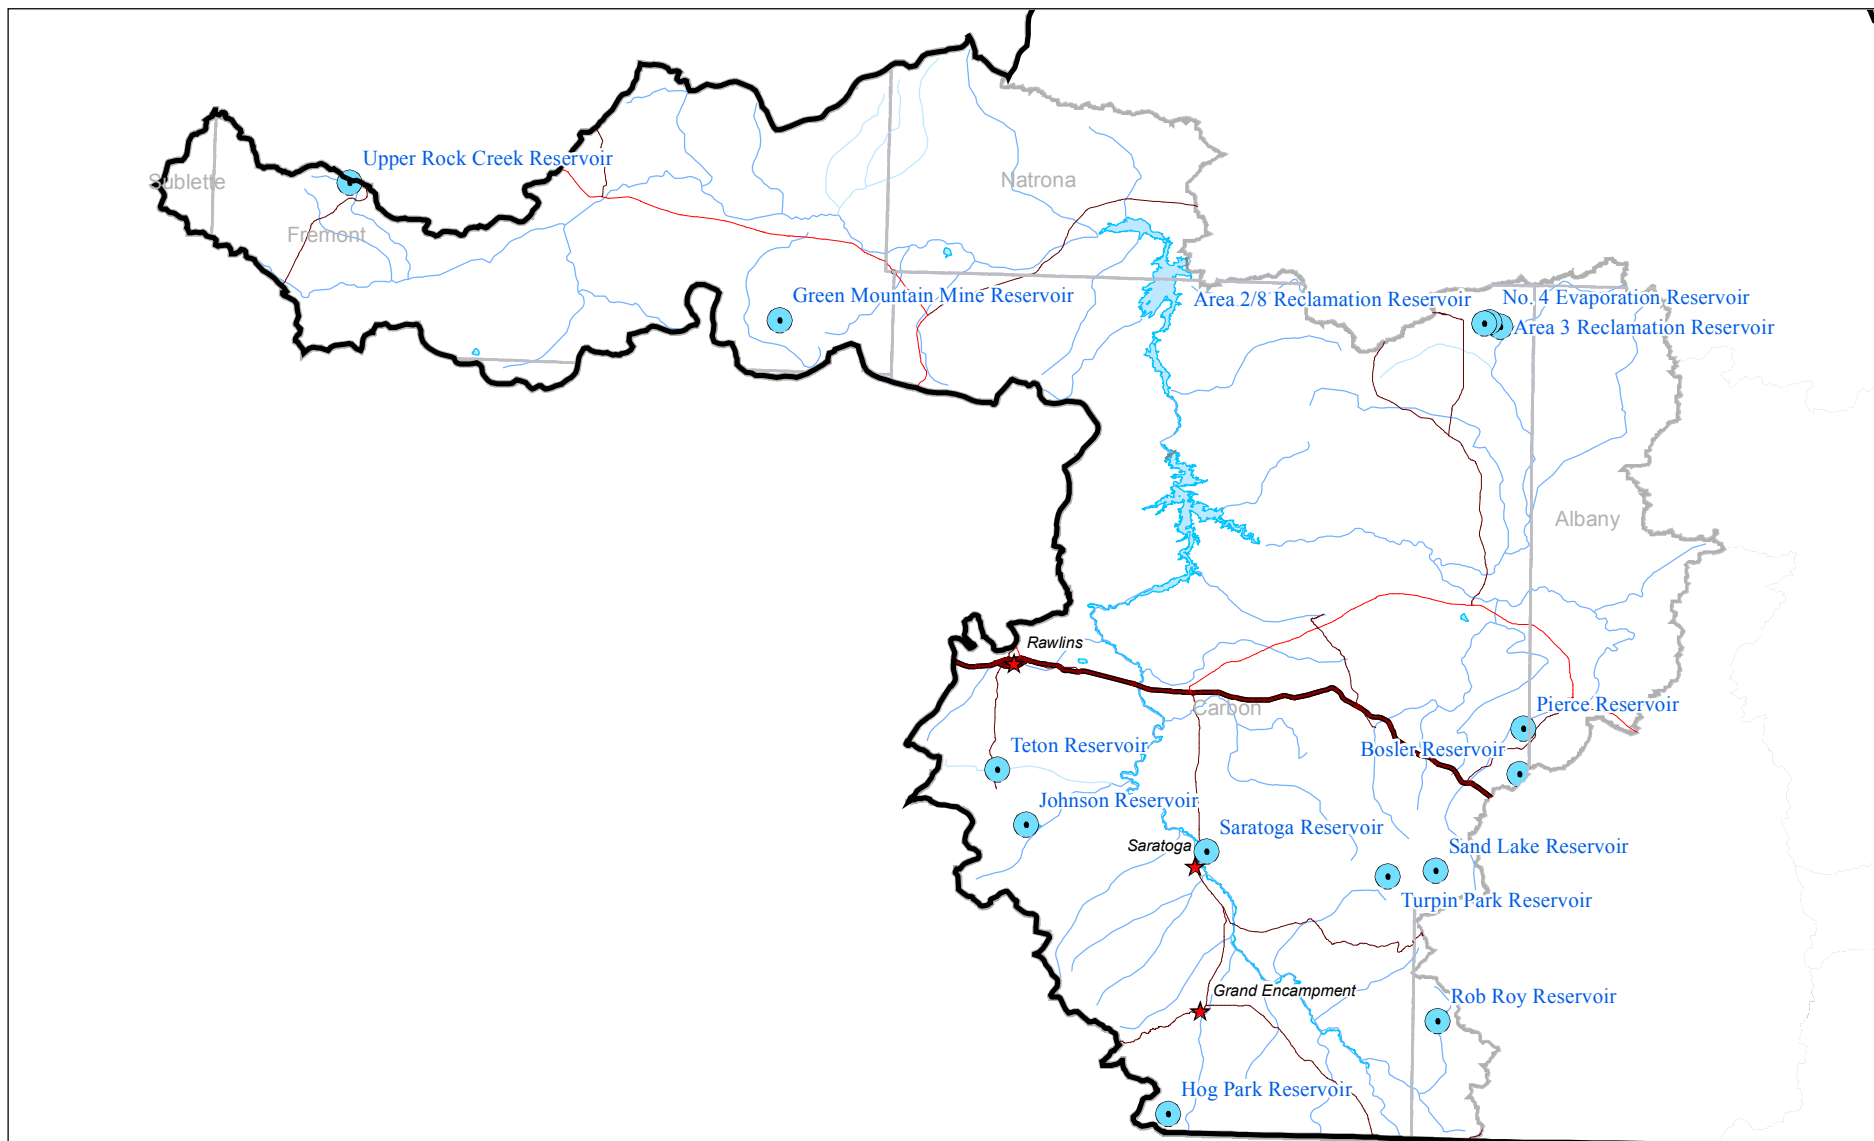 Upper Rock Creek Reservoir
Sublette
Natrona
Fremont
Green Mountain Mine Reservoir
Area 2/8 Reclamation Reservoir
No. 4 Evaporation Reservoir
Area 3 Reclamation Reservoir
Albany
Rawlins
Carbon
Pierce Reservoir
Teton Reservoir
Bosler Reservoir
Johnson Reservoir
Saratoga Reservoir
Saratoga
Sand Lake Reservoir
Turpin Park Reservoir
Grand Encampment
Rob Roy Reservoir
Hog Park Reservoir